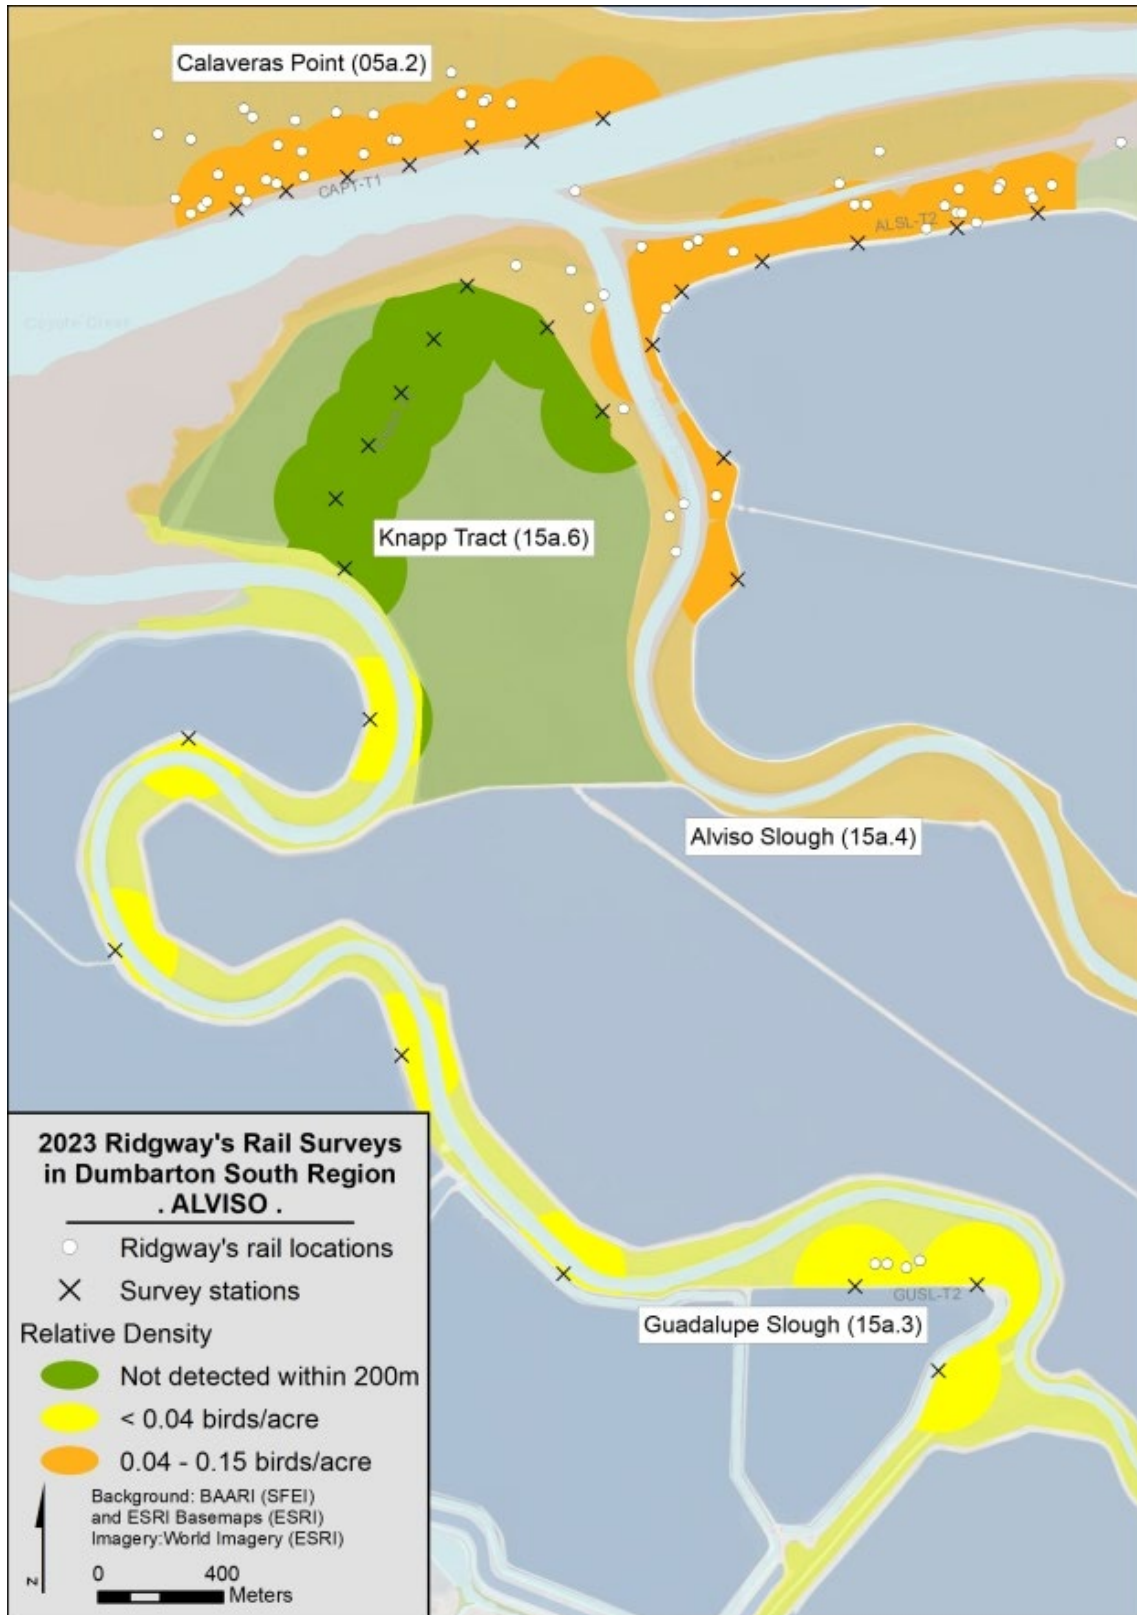 Calaveras Point (05a.2)
CAPT-T1
ALSL-T2
Coyote Creek
Knapp Tract (15a.6)
Alviso Slough (15a.4)
GUSL-T2
Guadalupe Slough (15a.3)
2023 Ridgway's Rail Surveys
in Dumbarton South Region
. ALVISO .
Ridgway's rail locations
Survey stations
Relative Density
Not detected within 200m
< 0.04 birds/acre
0.04 - 0.15 birds/acre
Background: BAARI (SFEI)
and ESRI Basemaps (ESRI)
Imagery:World Imagery (ESRI)
N
0 400
Meters